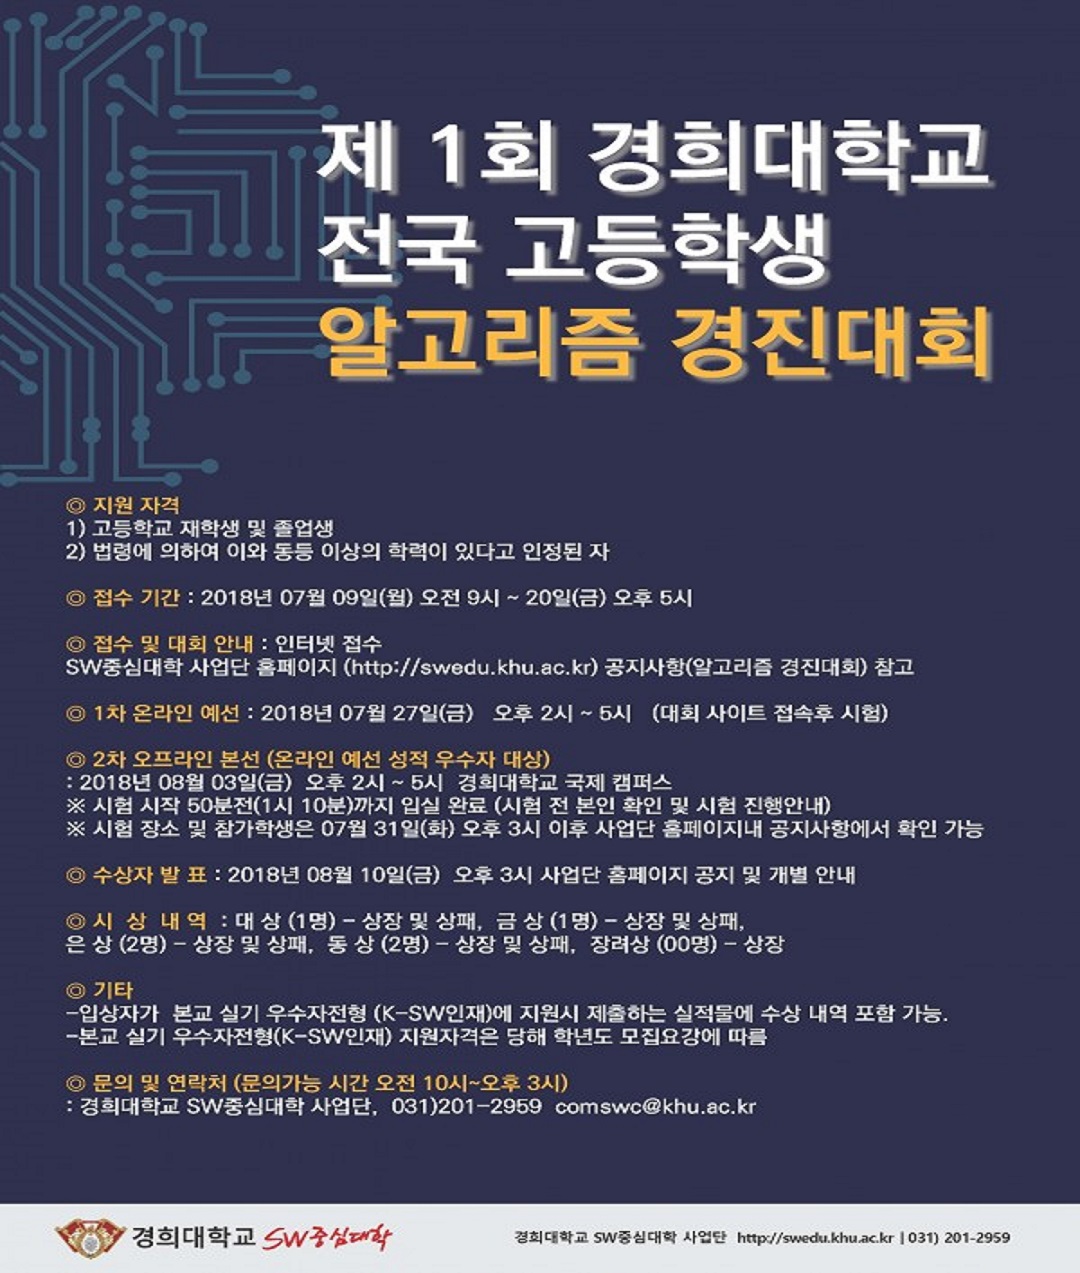 제 1회 경희대학교
전국 고등학생
알고리즘 경진대회
◎ 지원 자격
1) 고등학교 재학생 및 졸업생
2) 법령에 의하여 이와 동등 이상의 학력이 있다고 인정된 자
◎ 접수 기간 : 2018년 07월 09일(월) 오전 9시 ~ 20일(금) 오후 5시
◎ 접수 및 대회 안내 : 인터넷 접수
SW중심대학 사업단 홈페이지 (http://swedu.khu.ac.kr) 공지사항(알고리즘 경진대회) 참고
◎ 1차 온라인 예선 : 2018년 07월 27일(금) 오후 2시 ~ 5시 (대회 사이트 접속후 시험)
◎ 2차 오프라인 본선 (온라인 예선 성적 우수자 대상)
: 2018년 08월 03일(금) 오후 2시 ~ 5시 경희대학교 국제 캠퍼스
※ 시험 시작 50분전(1시 10분)까지 입실 완료 (시험 전 본인 확인 및 시험 진행안내)
※ 시험 장소 및 참가학생은 07월 31일(화) 오후 3시 이후 사업단 홈페이지내 공지사항에서 확인 가능
◎ 수상자 발 표 : 2018년 08월 10일(금) 오후 3시 사업단 홈페이지 공지 및 개별 안내
◎ 시 상 내 역 : 대 상 (1명) - 상장 및 상패, 금 상 (1명) - 상장 및 상패,
은 상 (2명) - 상장 및 상패, 동 상 (2명) - 상장 및 상패, 장려상 (00명) - 상장
◎ 기타
-입상자가 본교 실기 우수자전형 (K-SW인재)에 지원시 제출하는 실적물에 수상 내역 포함 가능.
-본교 실기 우수자전형(K-SW인재) 지원자격은 당해 학년도 모집요강에 따름
◎ 문의 및 연락처 (문의가능 시간 오전 10시~오후 3시)
: 경희대학교 SW중심대학 사업단, 031)201-2959 comswc@khu.ac.kr
경희대학교 SW중심대학 경희대학교 SW중심대학 사업단 http://swedu.khu.ac.kr | 031) 201-2959